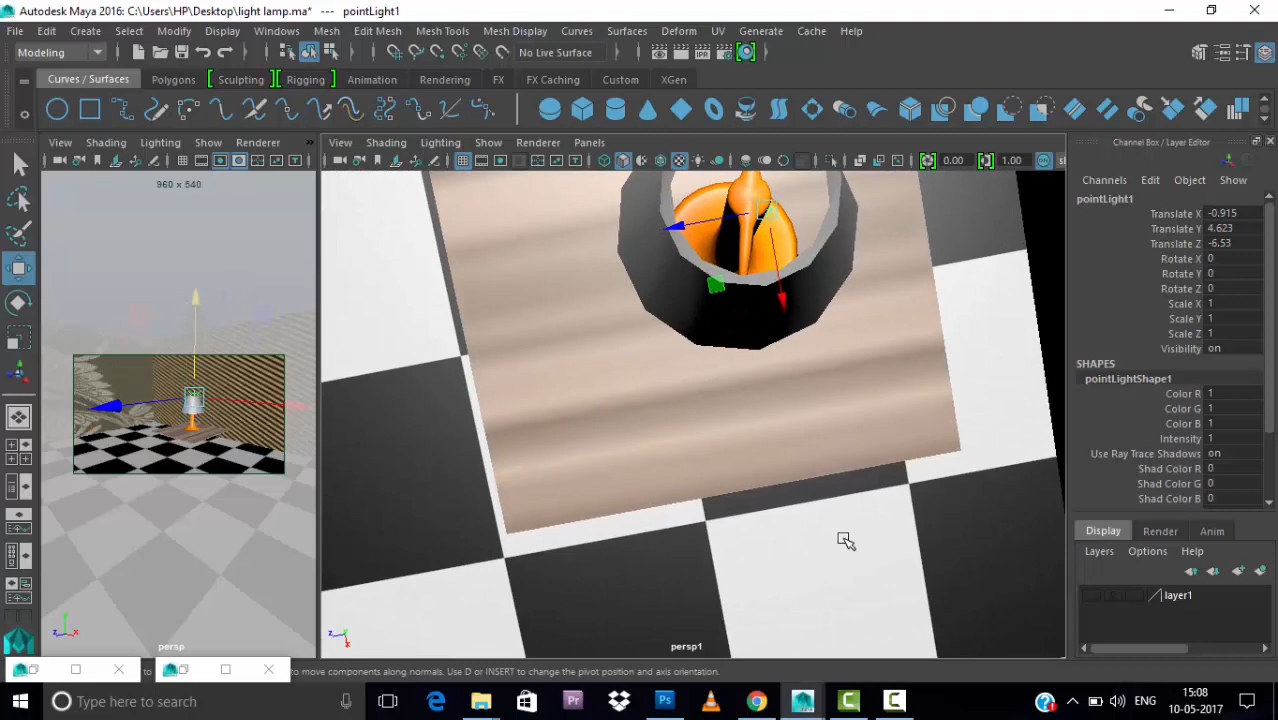 Autodesk Maya 2016: C:\Users\HP\Desktop\light lamp.ma*   ---   pointLight1
File Edit Create Select Modify Display Windows Mesh Edit Mesh Mesh Tools Mesh Display Curves Surfaces Deform UV Generate Cache Help
Modeling No Live Surface
Curves / Surfaces Polygons Sculpting Rigging Animation Rendering FX FX Caching Custom XGen
View Shading Lighting Show Renderer »
View Shading Lighting Show Renderer Panels
Channel Box / Layer Editor
0.00 1.00
960 x 540
Channels Edit Object Show
pointLight1
Translate X -0.915
Translate Y 4.623
Translate Z -6.53
Rotate X 0
Rotate Y 0
Rotate Z 0
Scale X 1
Scale Y 1
Scale Z 1
Visibility on
SHAPES
pointLightShape1
Color R 1
Color G 1
Color B 1
Intensity 1
Use Ray Trace Shadows on
Shad Color R 0
Shad Color G 0
Shad Color B 0
Display Render Anim
Layers Options Help
layer1
persp
persp1
to move components along normals. Use D or INSERT to change the pivot position and axis orientation.
Type here to search
ENG
15:08
10-05-2017